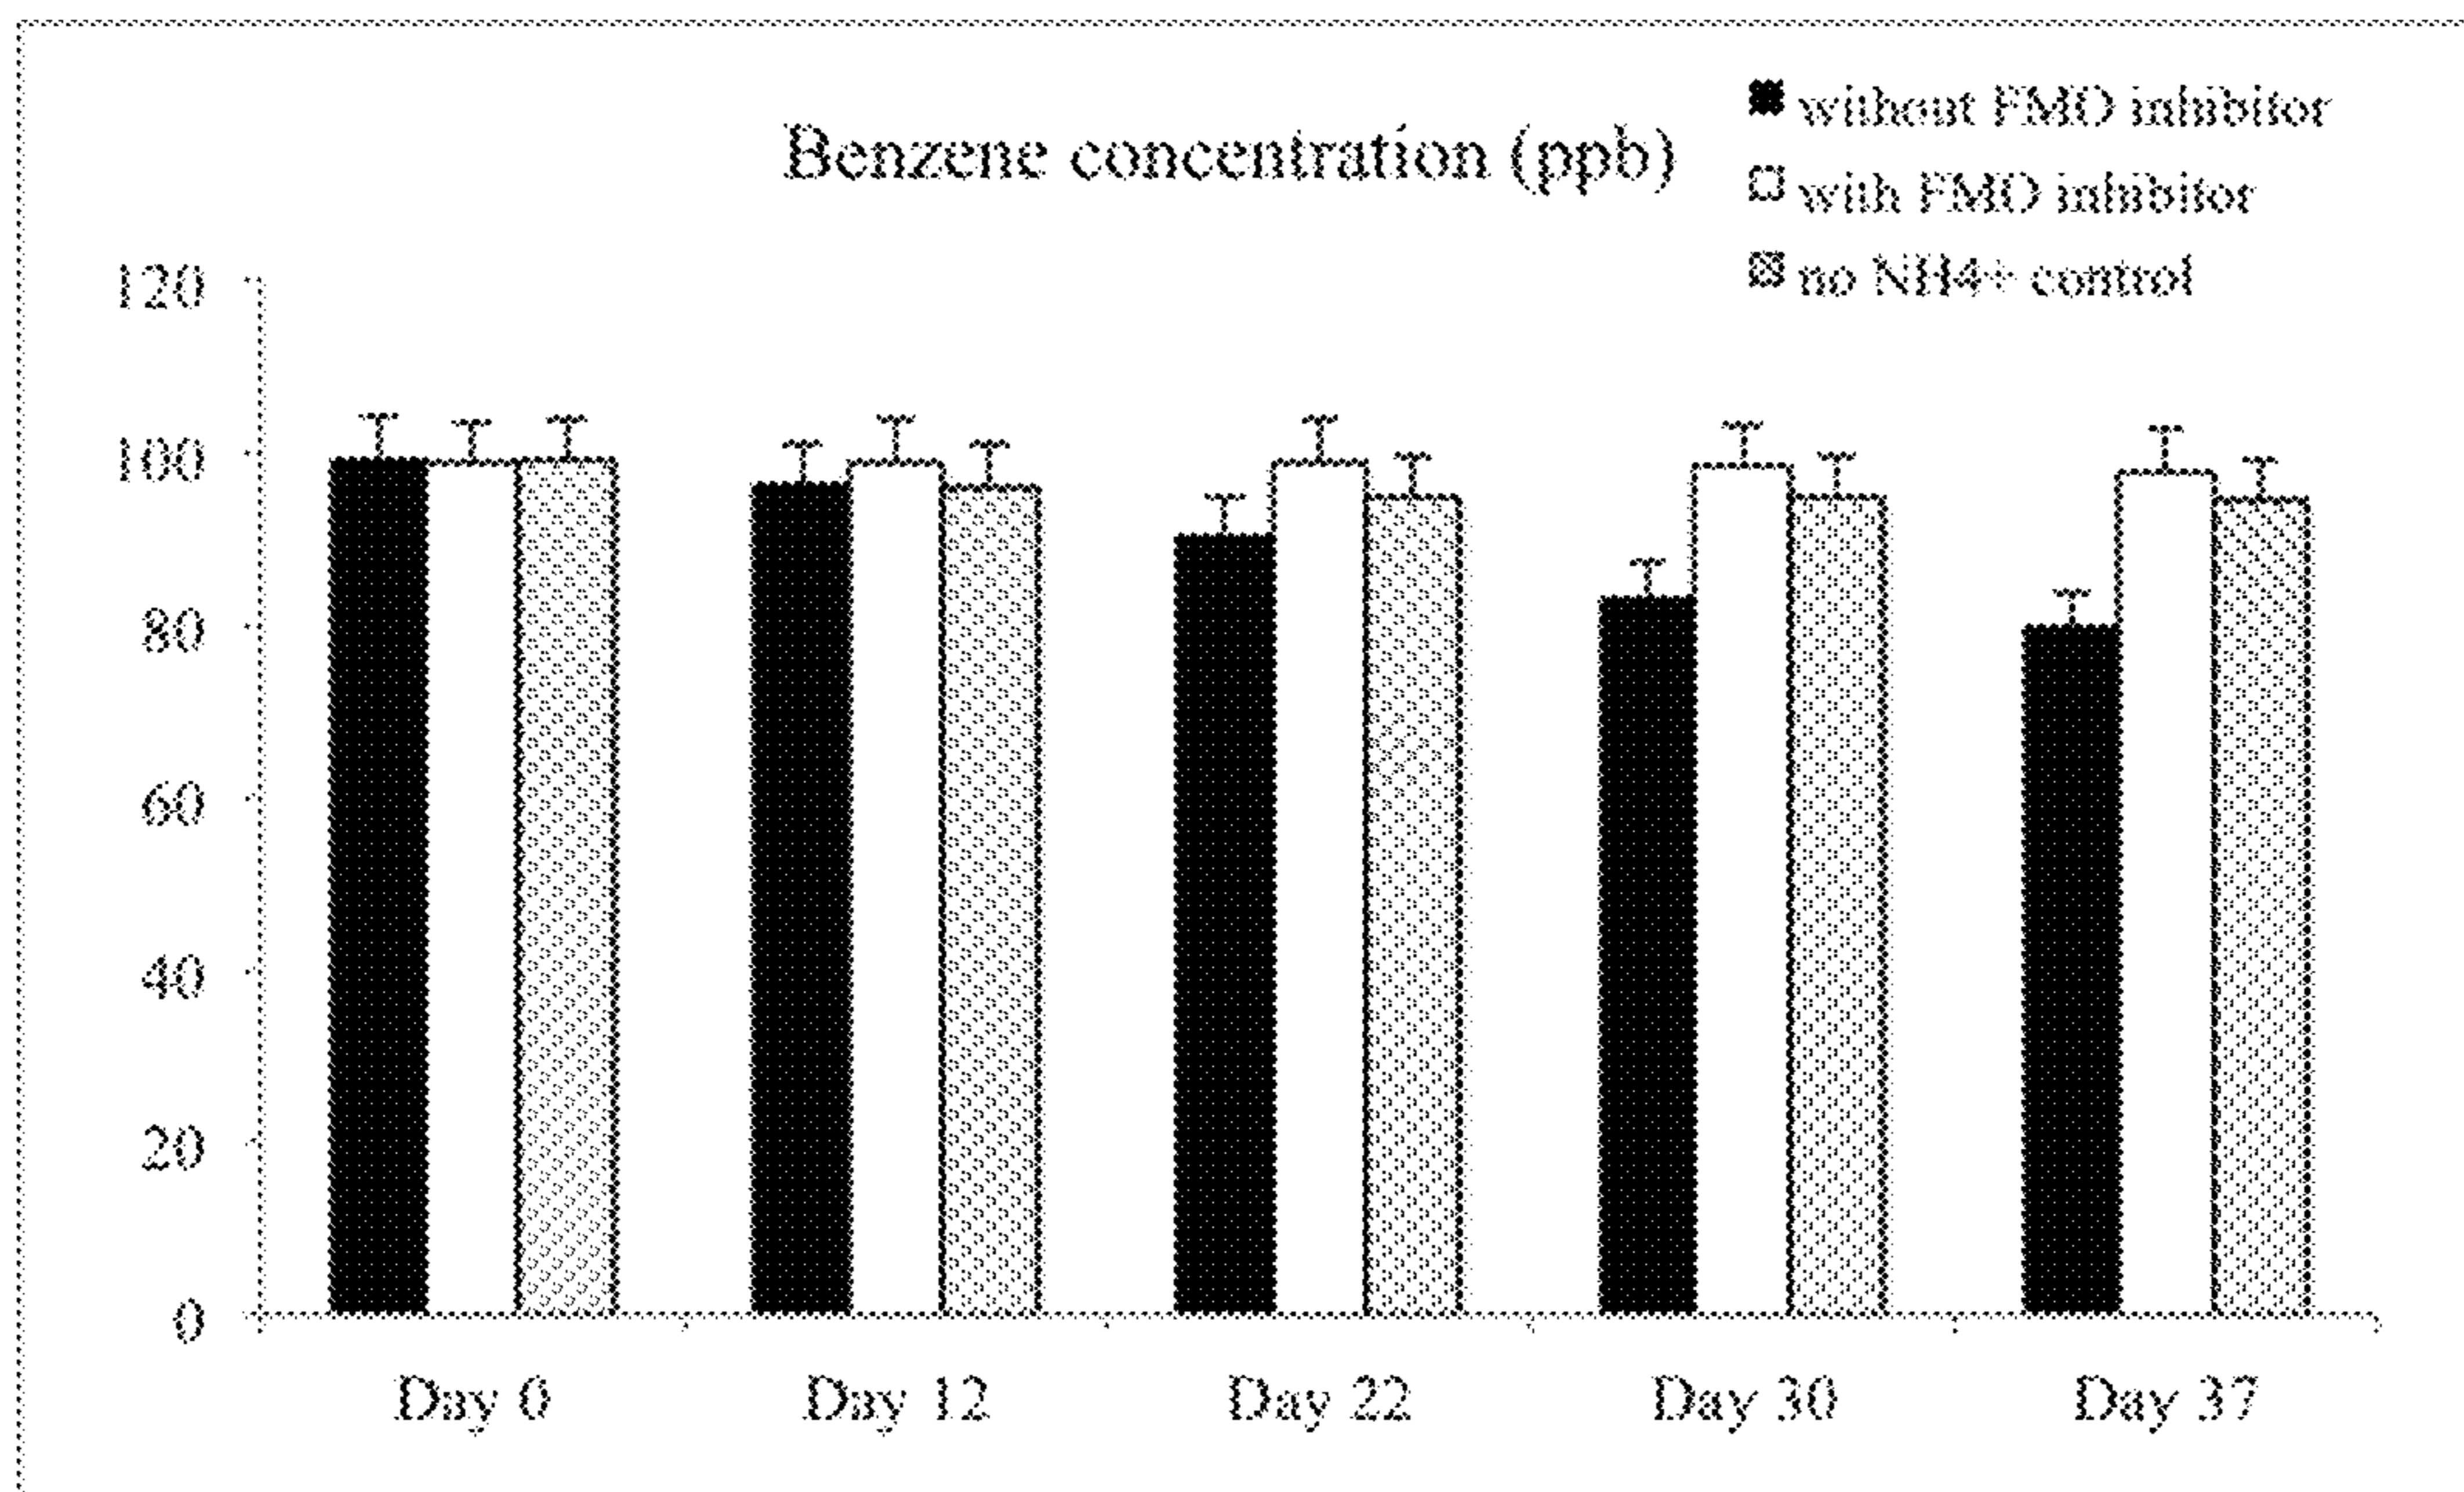 Benzene concentration (ppb)
without FMO inhibitor
with FMO inhibitor
no NH4+ control
120
100
80
60
40
20
0
Day 0
Day 12
Day 22
Day 30
Day 37